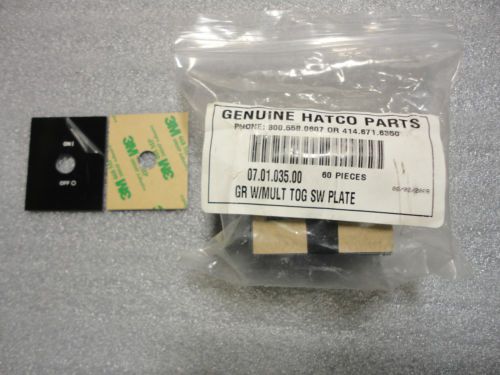 GENUINE HATCO PARTS
PHONE: 800.558.0607 OR 414.671.6350
07.01.035.00 60 PIECES
GR W/MULT TOG SW PLATE
ON I
OFF O
3M
3M
3M